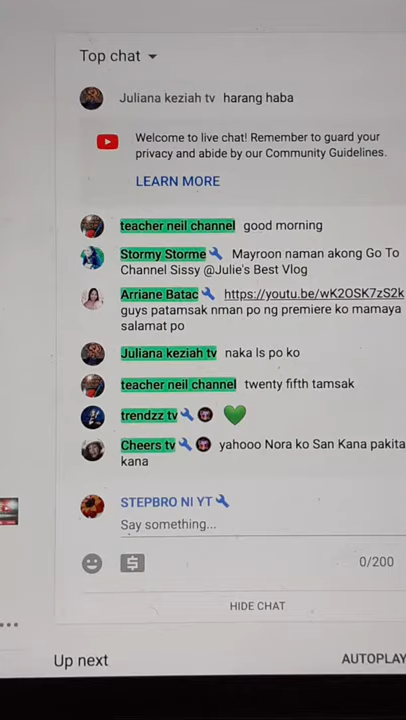 Top chat
Juliana keziah tv harang haba
Welcome to live chat! Remember to guard your
privacy and abide by our Community Guidelines.
LEARN MORE
teacher neil channel good morning
Stormy Storme Mayroon naman akong Go To
Channel Sissy @Julie's Best Vlog
Arriane Batac https://youtu.be/wK2OSK7zS2k
guys patamsak nman po ng premiere ko mamaya
salamat po
Juliana keziah tv naka ls po ko
teacher neil channel twenty fifth tamsak
trendzz tv
Cheers tv yahooo Nora ko San Kana pakita
kana
STEPBRO NI YT
Say something...
0/200
HIDE CHAT
Up next
AUTOPLAY